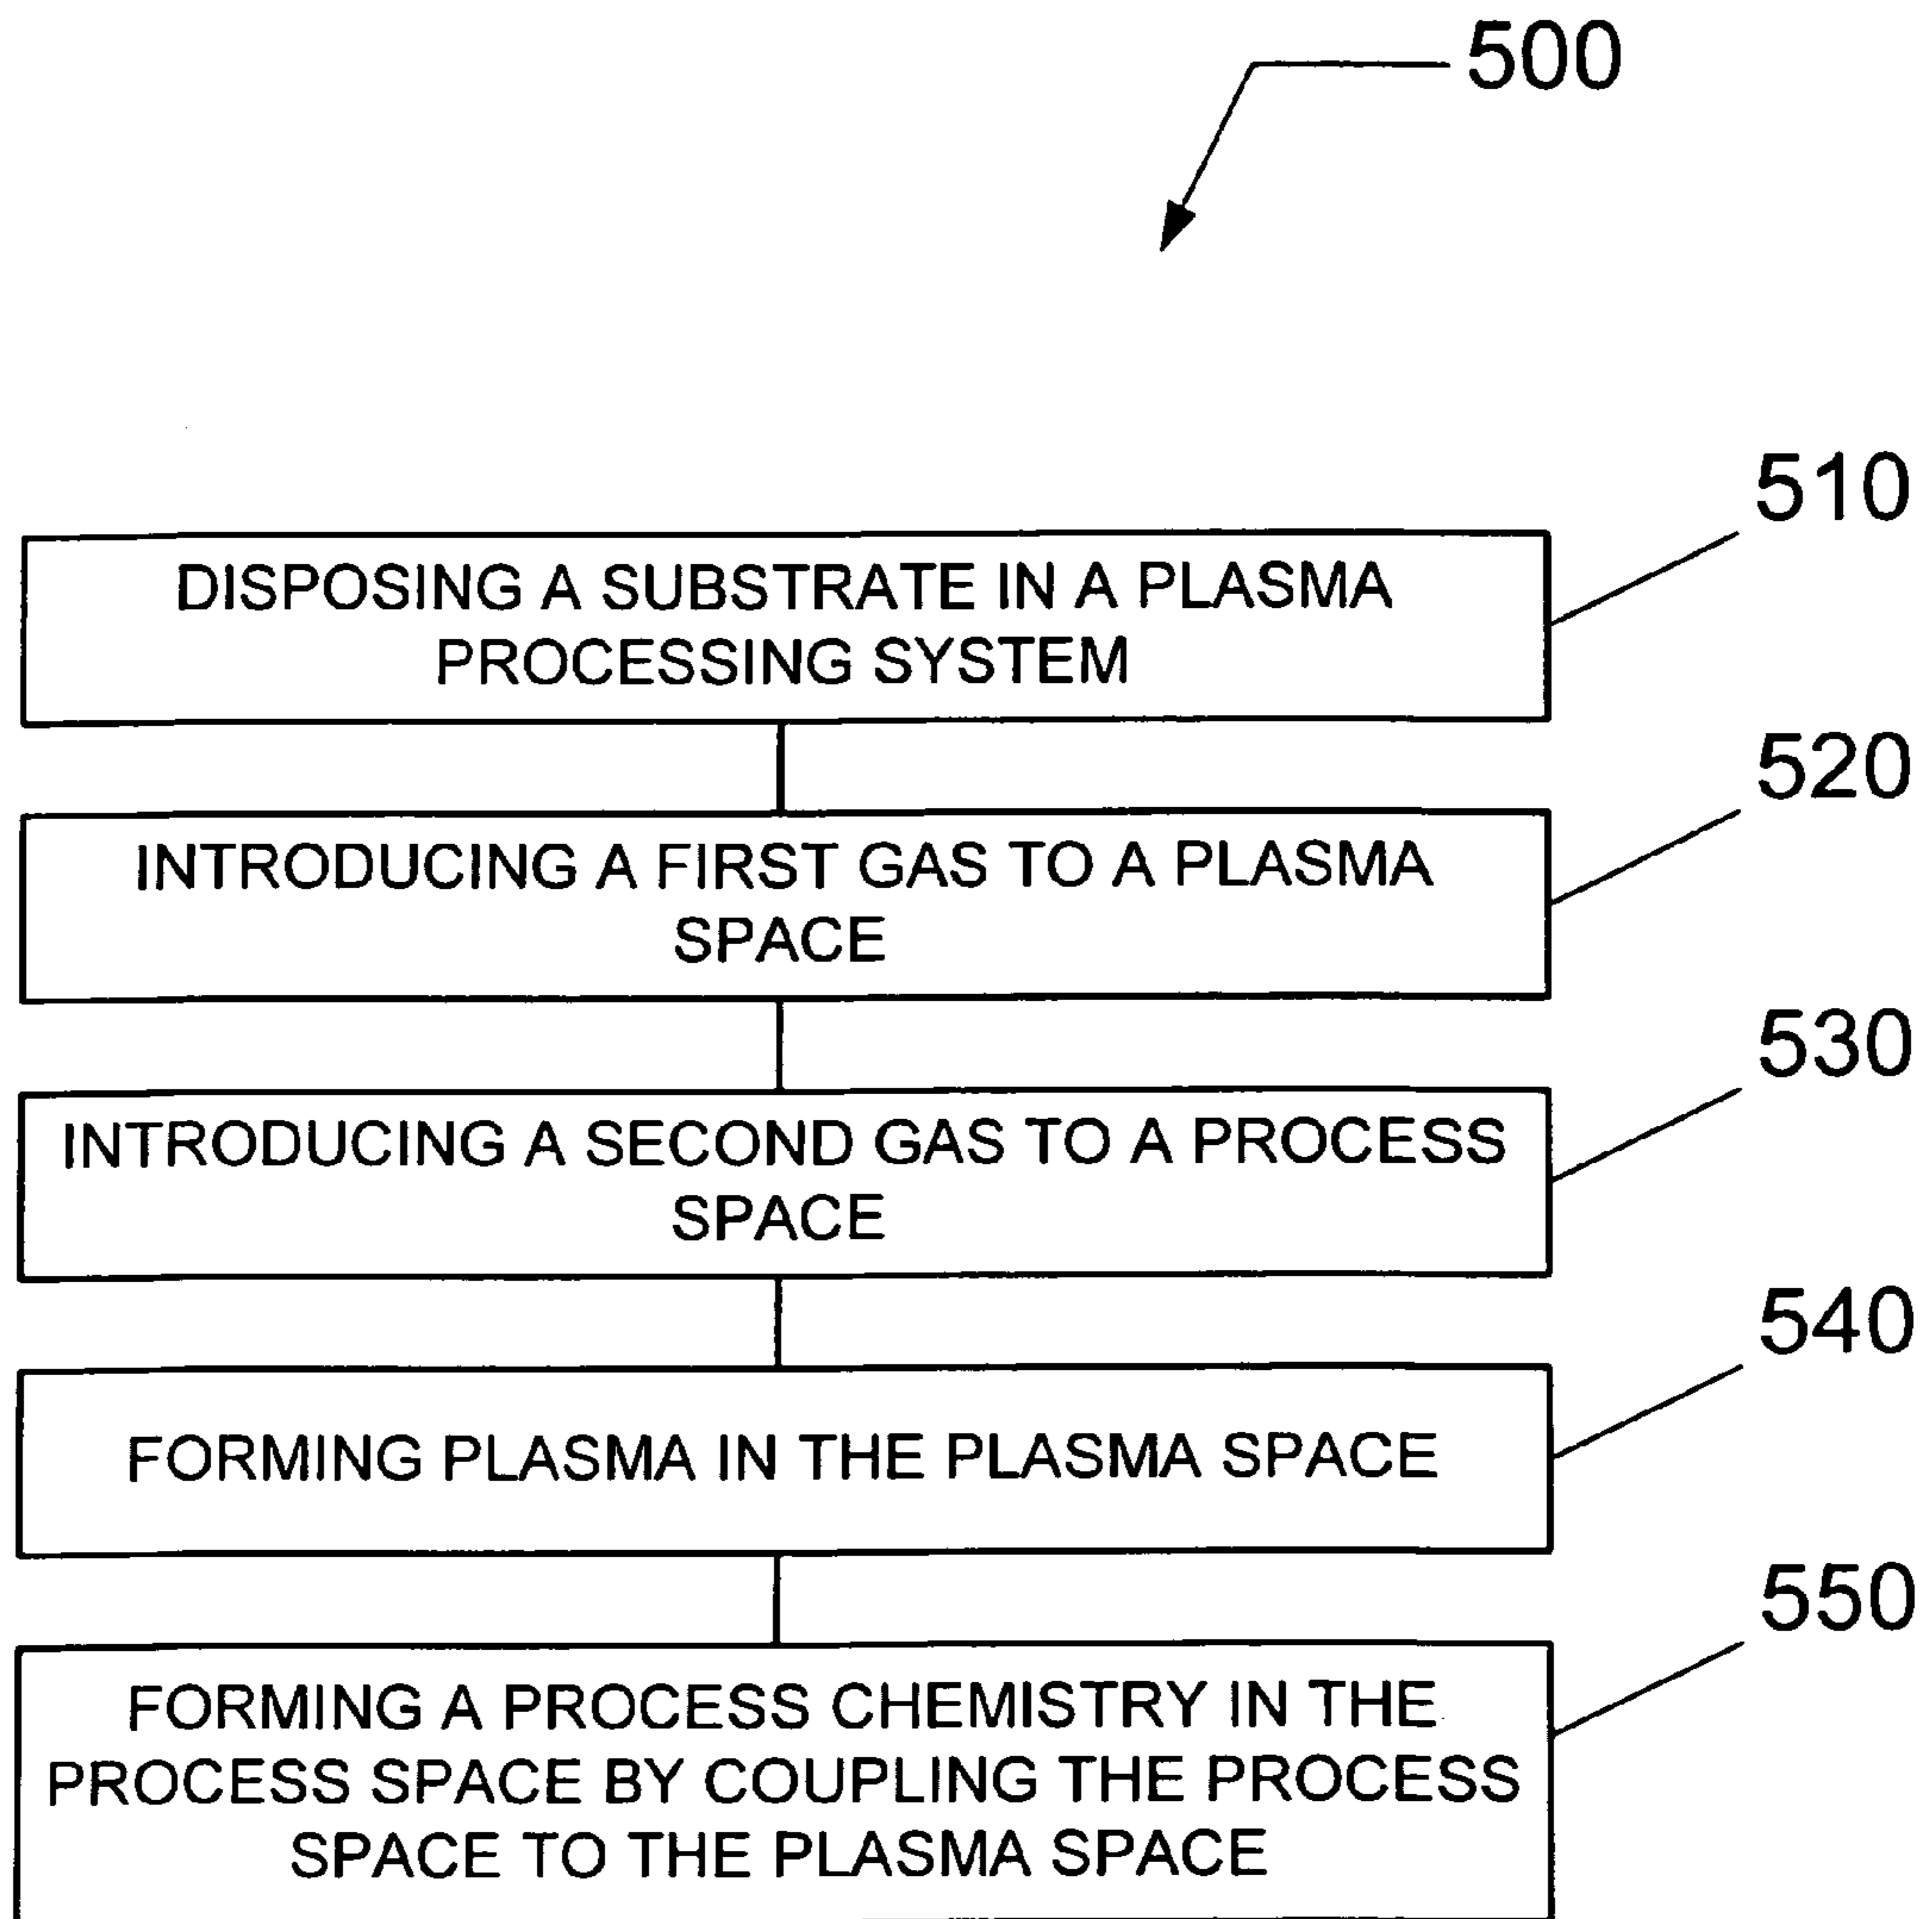 500
510
DISPOSING A SUBSTRATE IN A PLASMA
PROCESSING SYSTEM
520
INTRODUCING A FIRST GAS TO A PLASMA
SPACE
530
INTRODUCING A SECOND GAS TO A PROCESS
SPACE
540
FORMING PLASMA IN THE PLASMA SPACE
550
FORMING A PROCESS CHEMISTRY IN THE
PROCESS SPACE BY COUPLING THE PROCESS
SPACE TO THE PLASMA SPACE